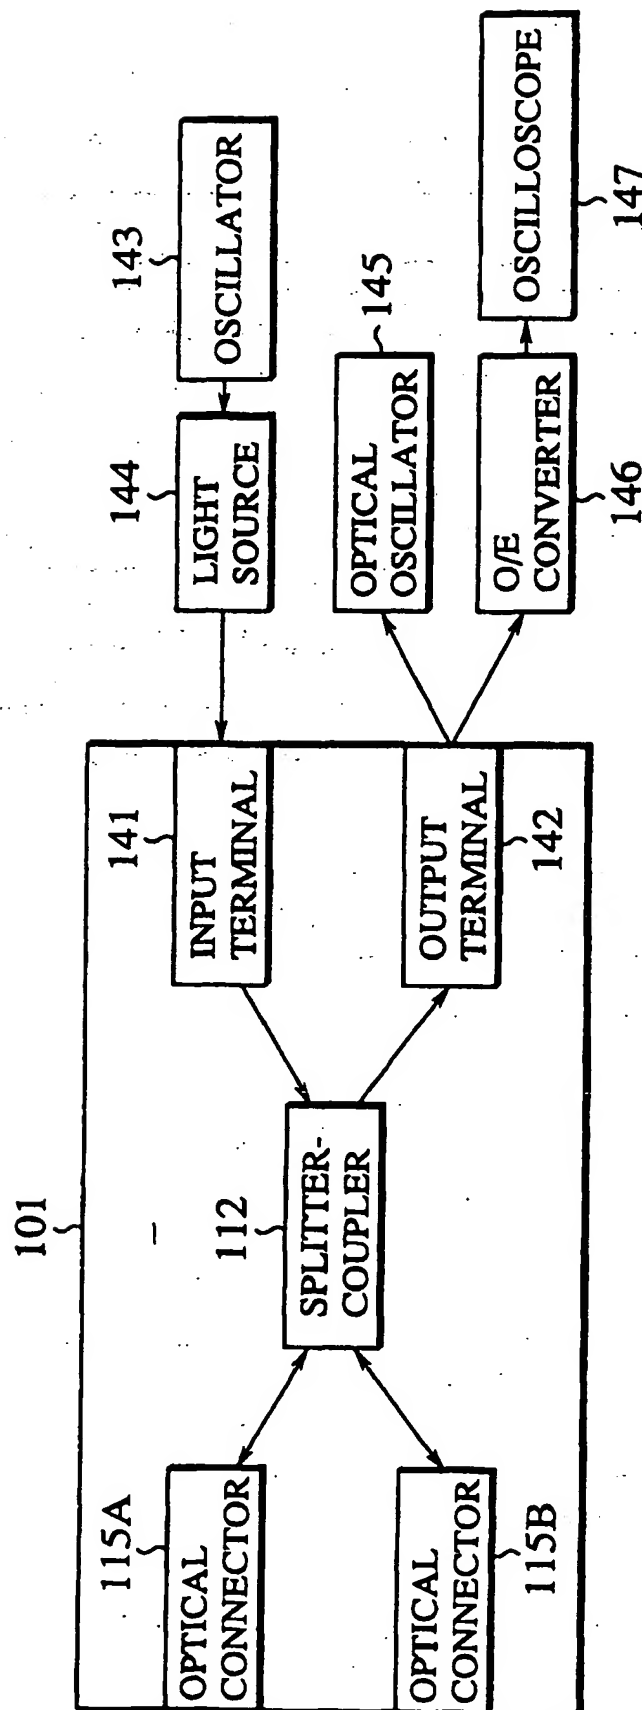 101
115A
OPTICAL
CONNECTOR
OPTICAL
CONNECTOR
115B
112
SPLITTER-
COUPLER
141
INPUT
TERMINAL
OUTPUT
TERMINAL
142
144
LIGHT
SOURCE
143
OSCILLATOR
OPTICAL
OSCILLATOR
145
O/E
CONVERTER
146
OSCILLOSCOPE
147